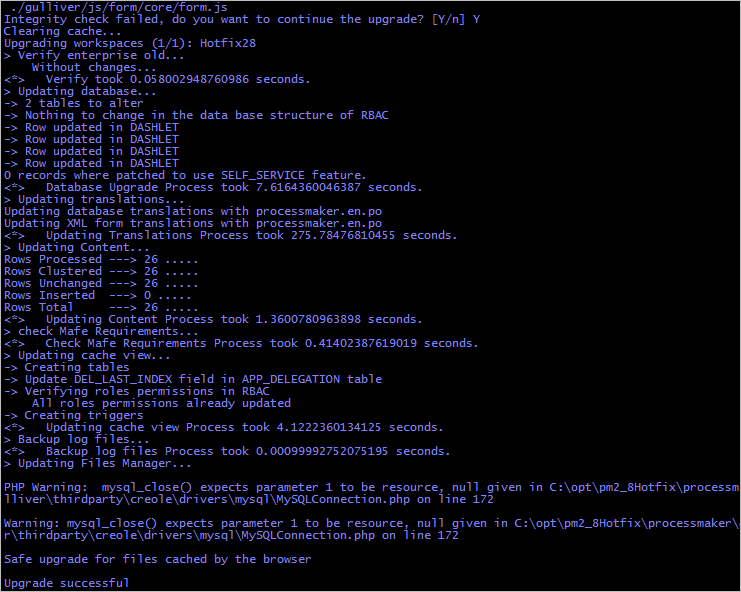 ./gulliver/js/form/core/form.js
Integrity check failed, do you want to continue the upgrade? [Y/n] Y
Clearing cache...
Upgrading workspaces (1/1): Hotfix28
> Verify enterprise old...
    Without changes...
<*>   Verify took 0.058002948760986 seconds.
> Updating database...
-> 2 tables to alter
-> Nothing to change in the data base structure of RBAC
-> Row updated in DASHLET
-> Row updated in DASHLET
-> Row updated in DASHLET
-> Row updated in DASHLET
0 records where patched to use SELF_SERVICE feature.
<*>   Database Upgrade Process took 7.6164360046387 seconds.
> Updating translations...
Updating database translations with processmaker.en.po
Updating XML form translations with processmaker.en.po
<*>   Updating Translations Process took 275.78476810455 seconds.
> Updating Content...
Rows Processed ---> 26 .....
Rows Clustered ---> 26 .....
Rows Unchanged ---> 26 .....
Rows Inserted  ---> 0 .....
Rows Total     ---> 26 .....
<*>   Updating Content Process took 1.3600780963898 seconds.
> check Mafe Requirements...
<*>   Check Mafe Requirements Process took 0.41402387619019 seconds.
> Updating cache view...
-> Creating tables
-> Update DEL_LAST_INDEX field in APP_DELEGATION table
-> Verifying roles permissions in RBAC
    All roles permissions already updated
-> Creating triggers
<*>   Updating cache view Process took 4.1222360134125 seconds.
> Backup log files...
<*>   Backup log files Process took 0.00099992752075195 seconds.
> Updating Files Manager...
PHP Warning:  mysql_close() expects parameter 1 to be resource, null given in C:\opt\pm2_8Hotfix\processm
lliver\thirdparty\creole\drivers\mysql\MySQLConnection.php on line 172
Warning: mysql_close() expects parameter 1 to be resource, null given in C:\opt\pm2_8Hotfix\processmaker\
r\thirdparty\creole\drivers\mysql\MySQLConnection.php on line 172
Safe upgrade for files cached by the browser
Upgrade successful